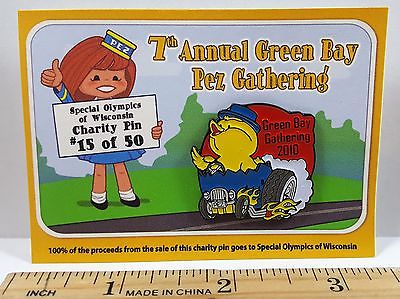 7th Annual Green Bay
Pez Gathering
PEZ
Special Olympics
of Wisconsin
Charity Pin
#15 of 50
Green Bay
Gathering
2010
100% of the proceeds from the sale of this charity pin goes to Special Olympics of Wisconsin
1 2 3
MADE IN CHINA